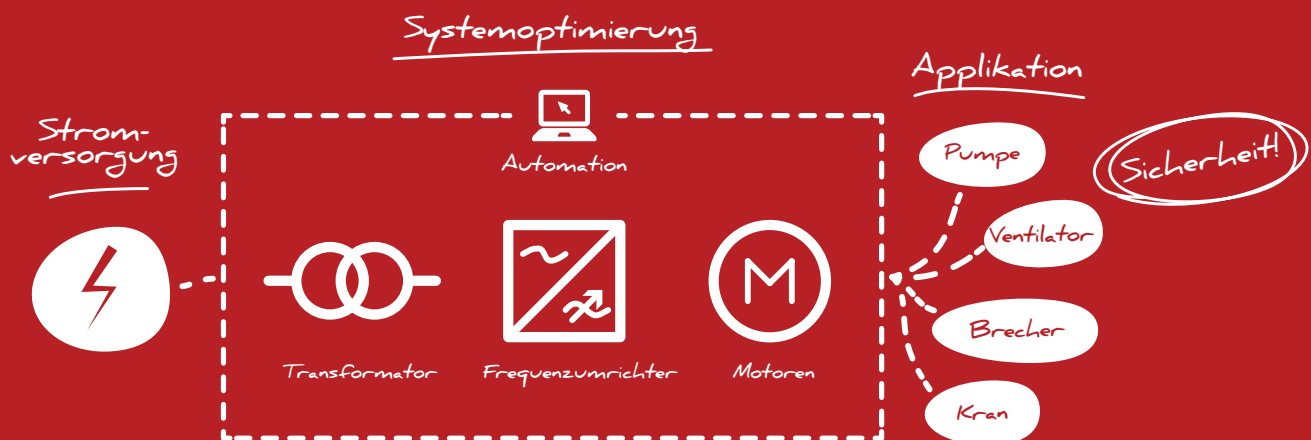 Systemoptimierung
Applikation
Strom-
versorgung
Automation
Pumpe
Sicherheit!
Ventilator
M
Brecher
Transformator
Frequenzumrichter
Motoren
Kran